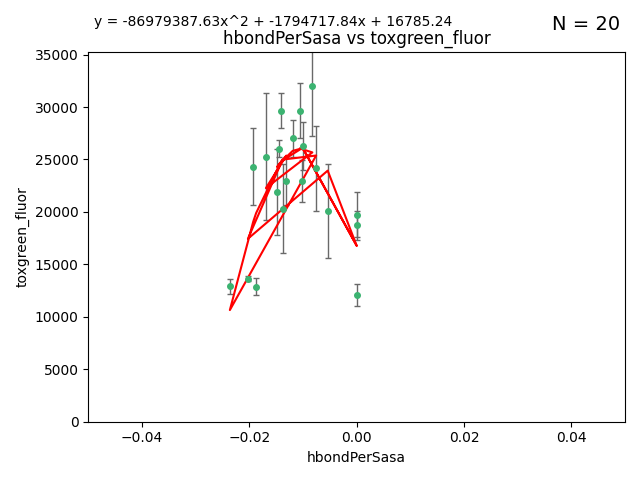 y = -86979387.63x^2 + -1794717.84x + 16785.24
N = 20
hbondPerSasa vs toxgreen_fluor
35000
30000
25000
20000
15000
10000
5000
0
toxgreen_fluor
−0.04
−0.02
0.00
0.02
0.04
hbondPerSasa